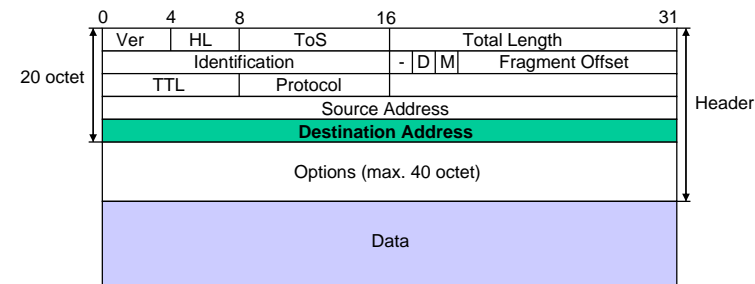 0 4 8 16 31
Ver HL ToS Total Length
Identification - D M Fragment Offset
20 octet
TTL Protocol
Header
Source Address
Destination Address
Options (max. 40 octet)
Data